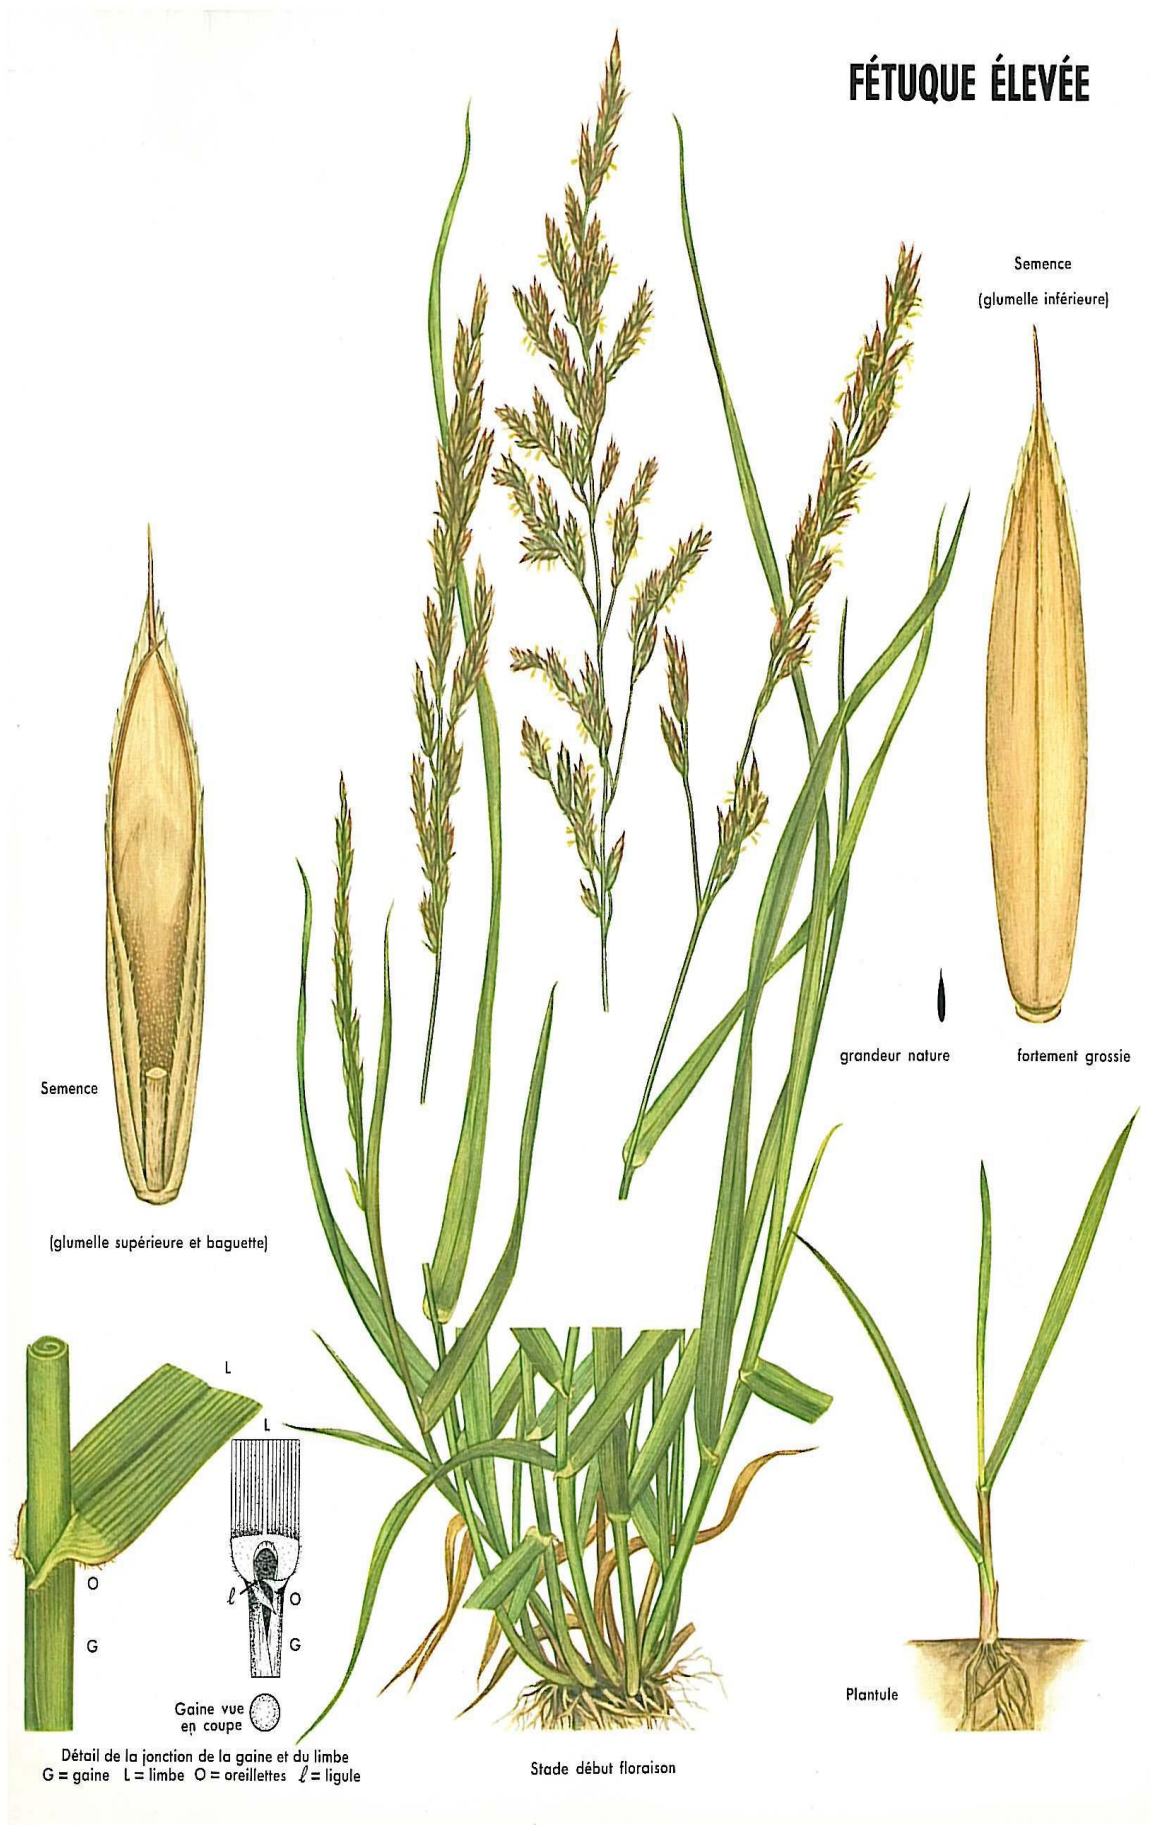 FÉTUQUE ÉLEVÉE
Semence
(glumelle inférieure)
grandeur nature
fortement grossie
Semence
(glumelle supérieure et baguette)
L
L
O
G
ℓ
O
G
Gaine vue
en coupe
Détail de la jonction de la gaine et du limbe
G = gaine L = limbe O = oreillettes ℓ = ligule
Stade début floraison
Plantule